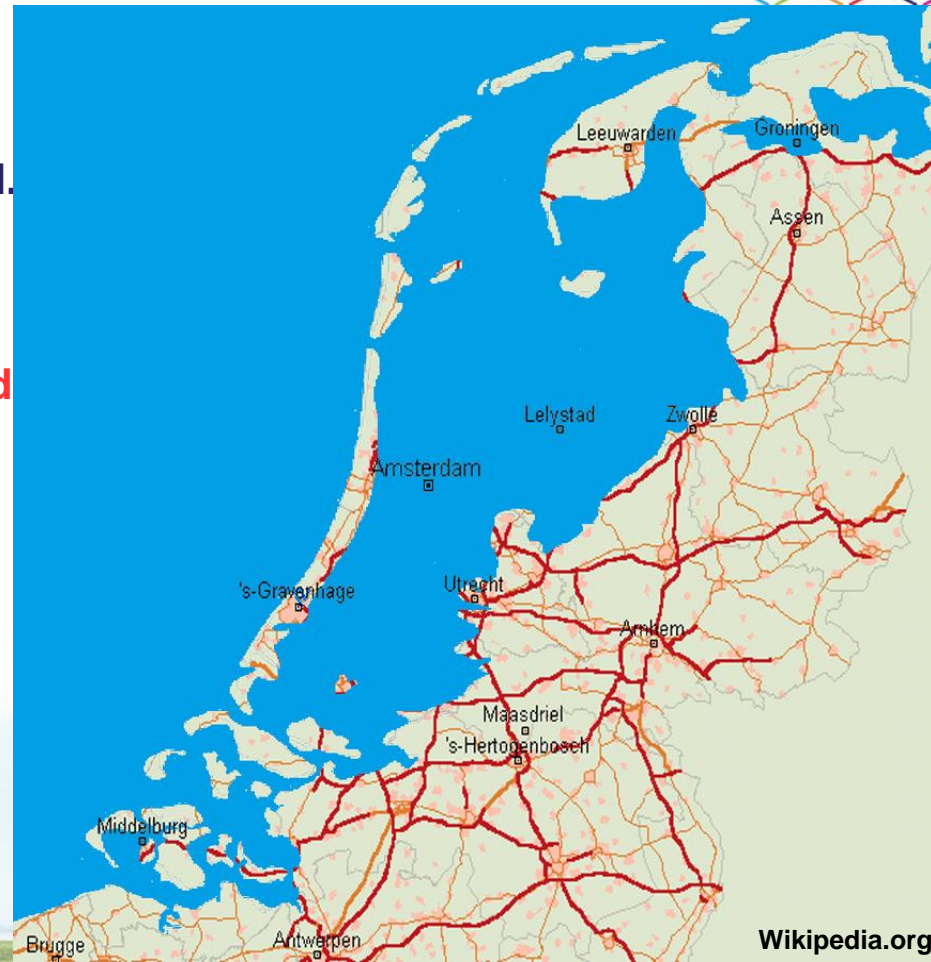 l.
d
Leeuwarden
Groningen
Assen
Lelystad
Zwolle
Amsterdam
's-Gravenhage
Utrecht
Arnhem
Maasdriel
's-Hertogenbosch
Middelburg
Brugge
Antwerpen
Wikipedia.org